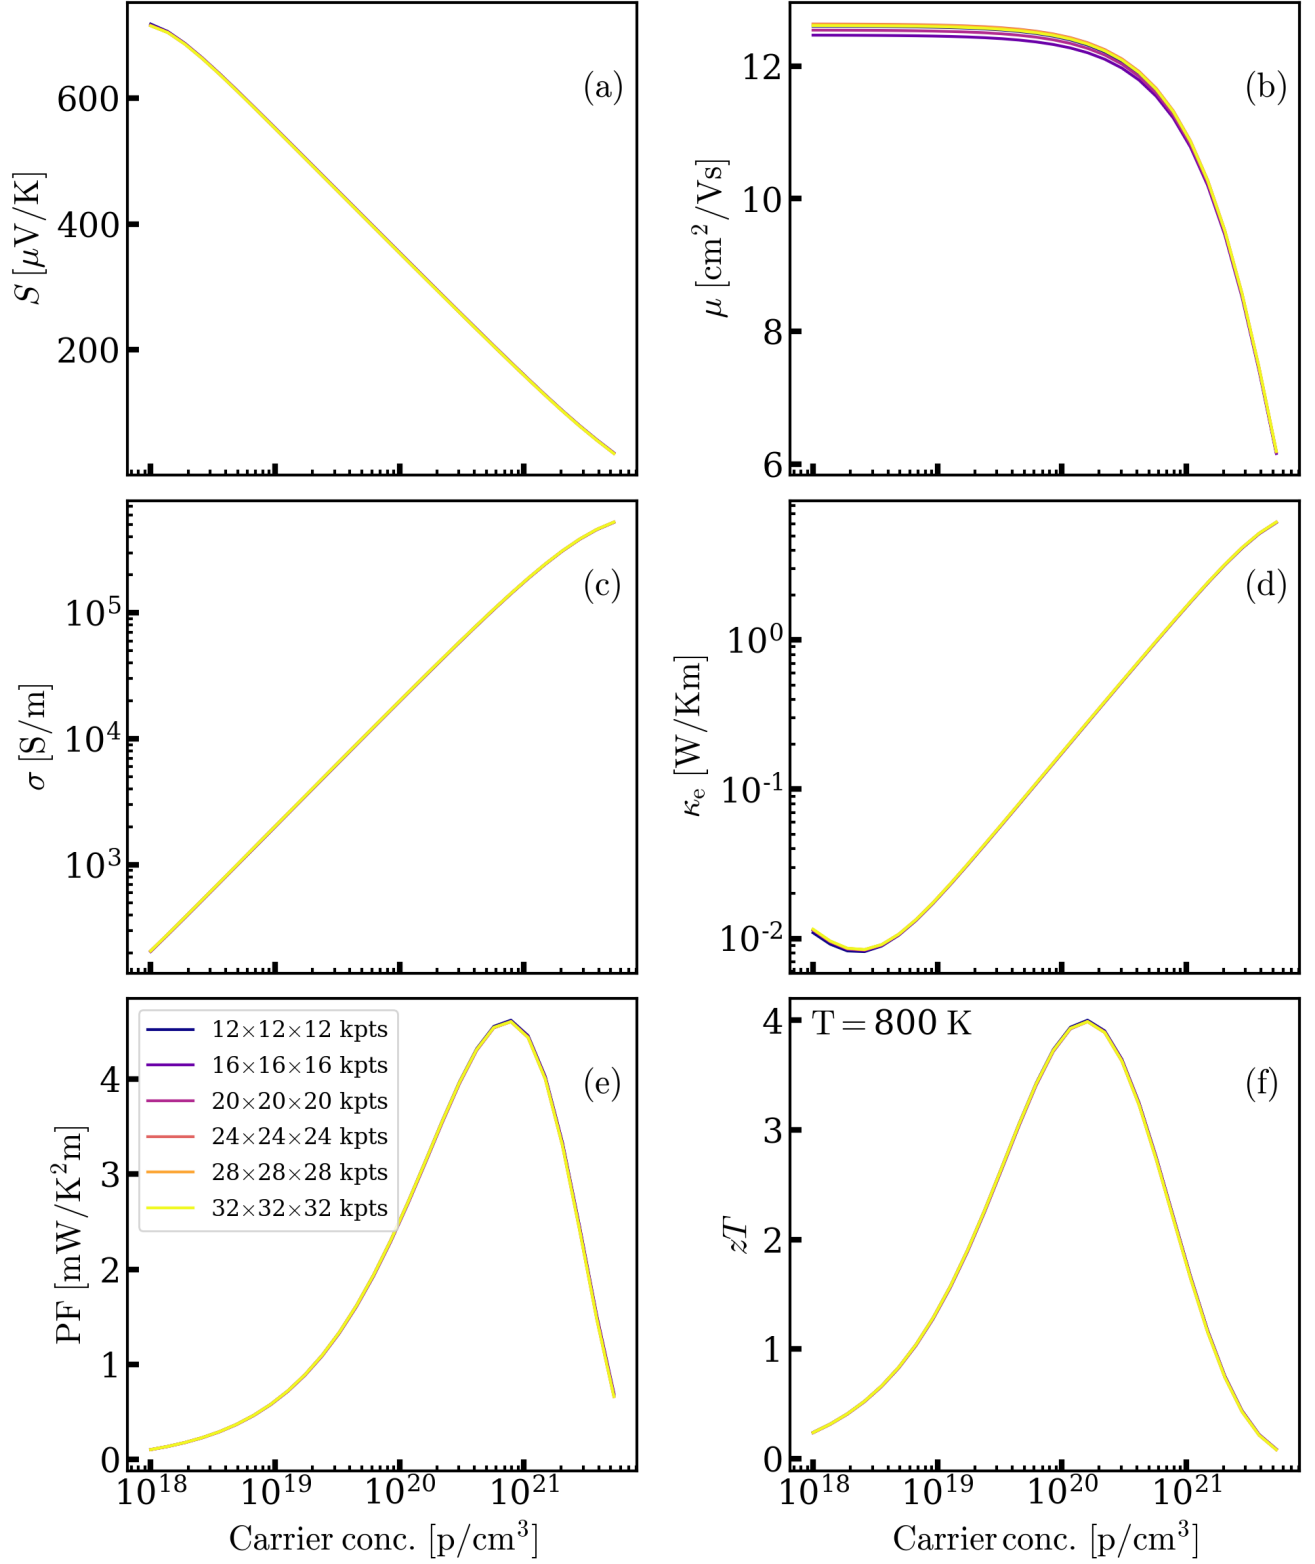 (a)
600
400
200
S [μV/K]
(b)
12
10
8
6
μ [cm²/Vs]
(c)
10⁵
10⁴
10³
σ [S/m]
(d)
10⁰
10⁻¹
10⁻²
κₑ [W/Km]
(e)
12×12×12 kpts
16×16×16 kpts
20×20×20 kpts
24×24×24 kpts
28×28×28 kpts
32×32×32 kpts
4
3
2
1
0
PF [mW/K²m]
10¹⁸ 10¹⁹ 10²⁰ 10²¹
Carrier conc. [p/cm³]
T = 800 K
(f)
4
3
2
1
0
zT
10¹⁸ 10¹⁹ 10²⁰ 10²¹
Carrier conc. [p/cm³]